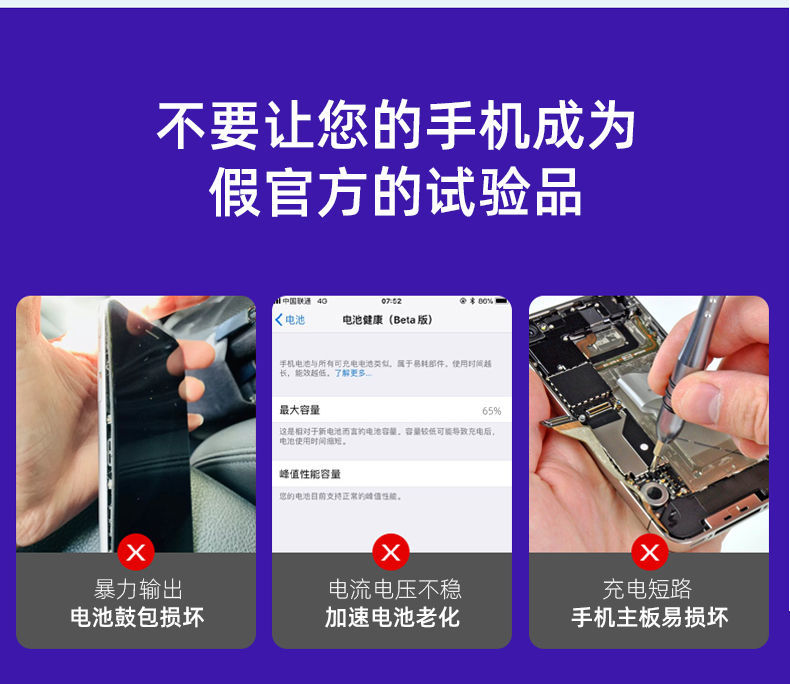 不要让您的手机成为
假官方的试验品
中国联通 4G 07:52 86%
电池 电池健康（Beta 版）
手机电池与所有可充电电池类似，属于易耗部件，使用时间越
长，能效越低。了解更多...
最大容量 65%
这是相对于新电池而言的电池容量。容量较低可能导致充电后，
电池使用时间缩短。
峰值性能容量
您的电池目前支持正常的峰值性能。
暴力输出
电池鼓包损坏
电流电压不稳
加速电池老化
充电短路
手机主板易损坏